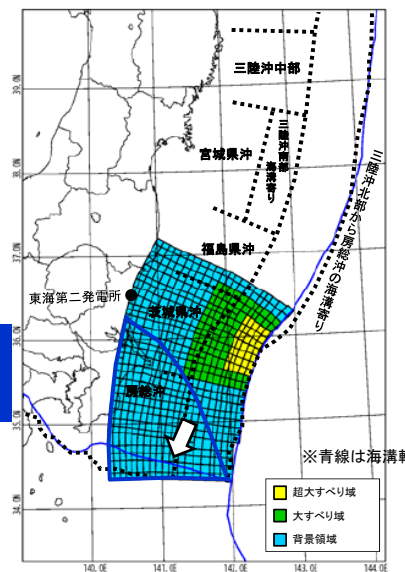 三陸沖中部
39.0N
三陸沖南部
海溝寄り
宮城県沖
38.0N
三陸沖北部から房総沖の海溝寄り
福島県沖
37.0N
東海第二発電所
茨城県沖
36.0N
房総沖
35.0N
※青線は海溝軸
超大すべり域
大すべり域
背景領域
34.0N
140.0E
141.0E
142.0E
143.0E
144.0E